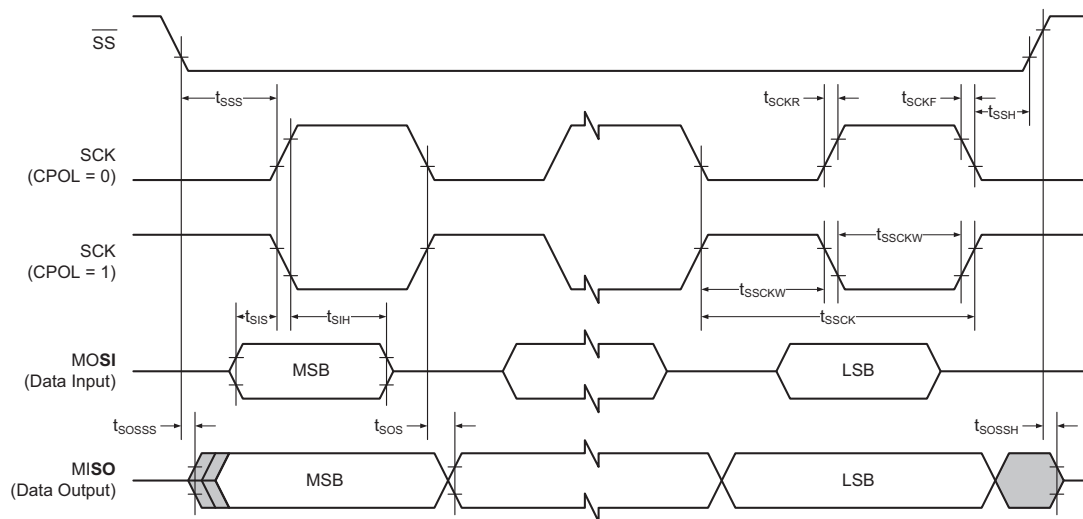 SS
tSSS
tSCKR
tSCKF
tSSH
SCK
(CPOL = 0)
SCK
(CPOL = 1)
tSSCKW
tSSCKW
tSSCK
tSIS
tSIH
MOSI
(Data Input)
MSB
LSB
tSOSSS
tSOS
tSOSSH
MISO
(Data Output)
MSB
LSB